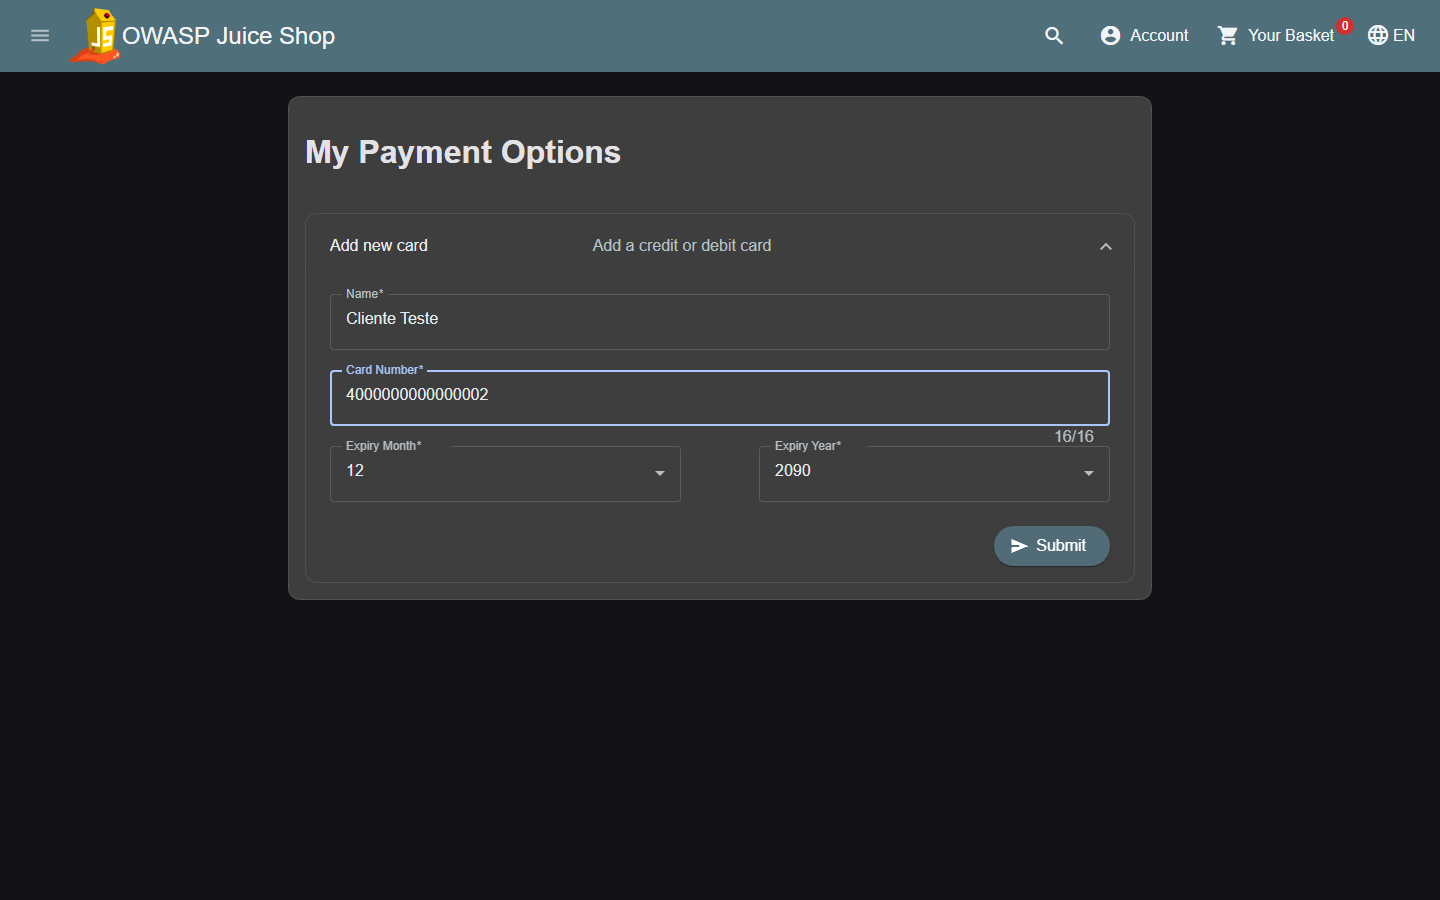 OWASP Juice Shop
Account
Your Basket 0
EN
My Payment Options
Add new card
Add a credit or debit card
Name*
Cliente Teste
Card Number*
4000000000000002
16/16
Expiry Month*
12
Expiry Year*
2090
Submit